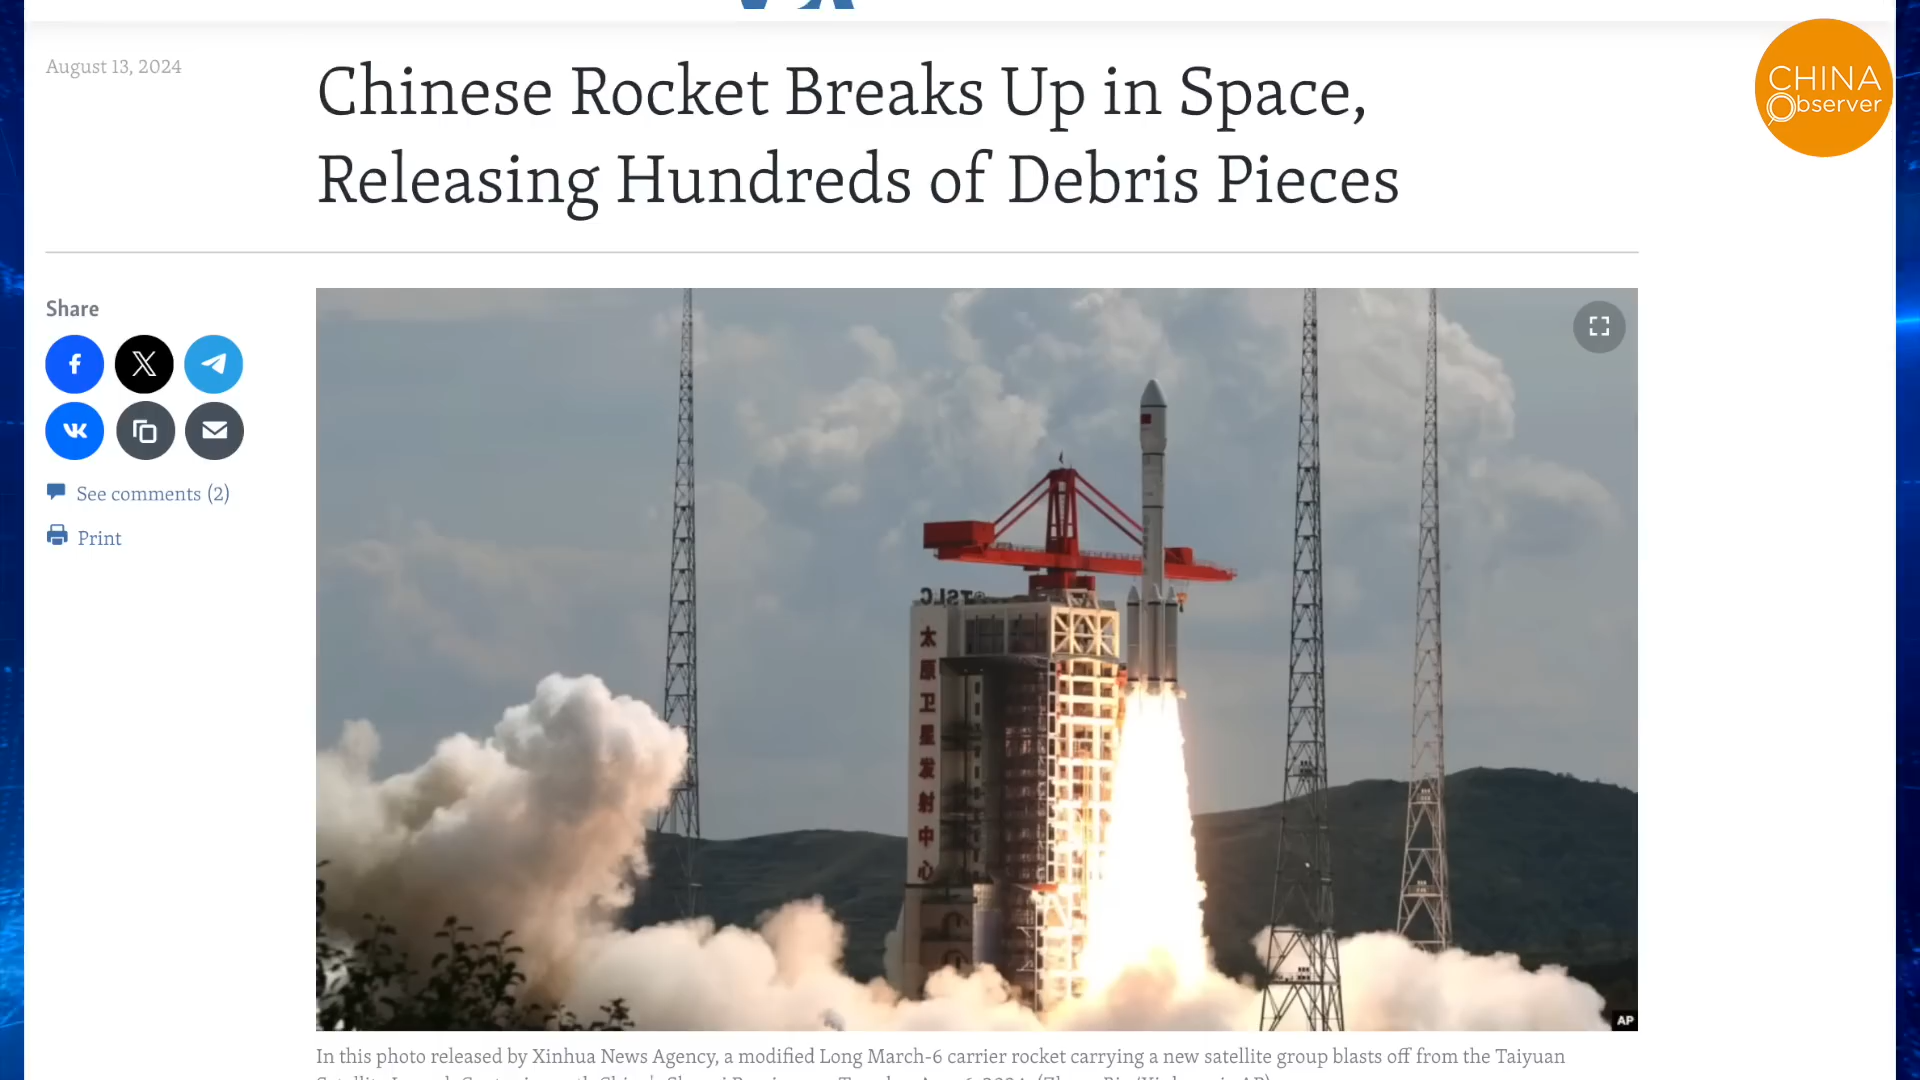 August 13, 2024
Chinese Rocket Breaks Up in Space,
Releasing Hundreds of Debris Pieces
CHINA
Observer
Share
See comments (2)
Print
TSLC
太原卫星发射中心
AP
In this photo released by Xinhua News Agency, a modified Long March-6 carrier rocket carrying a new satellite group blasts off from the Taiyuan